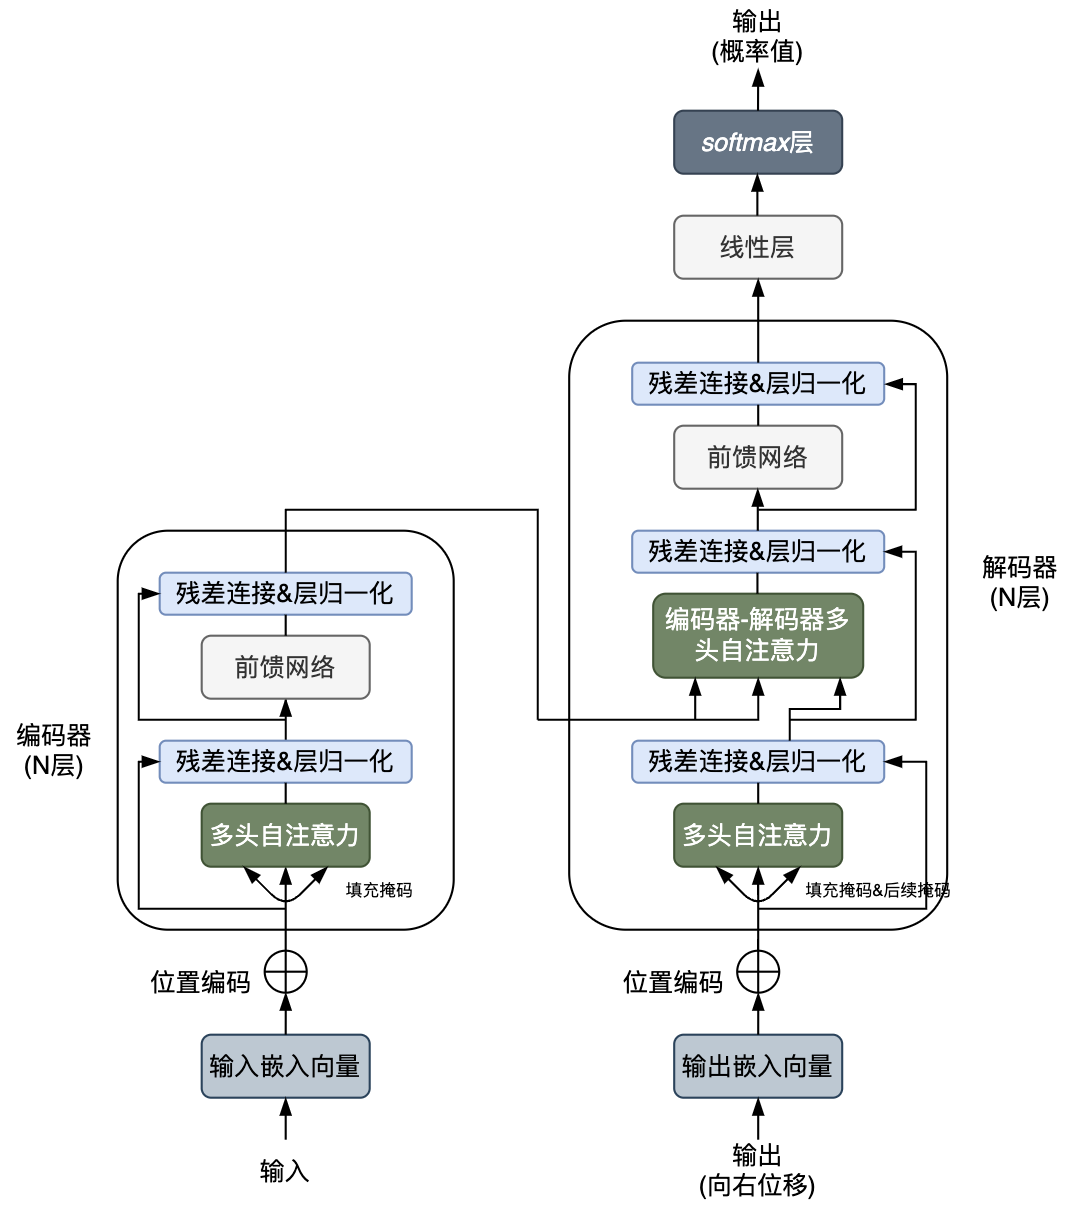 输出
(概率值)
softmax层
线性层
残差连接&层归一化
前馈网络
残差连接&层归一化
编码器-解码器多
头自注意力
残差连接&层归一化
多头自注意力
填充掩码&后续掩码
解码器
(N层)
位置编码
输出嵌入向量
输出
(向右位移)
残差连接&层归一化
前馈网络
残差连接&层归一化
多头自注意力
填充掩码
编码器
(N层)
位置编码
输入嵌入向量
输入